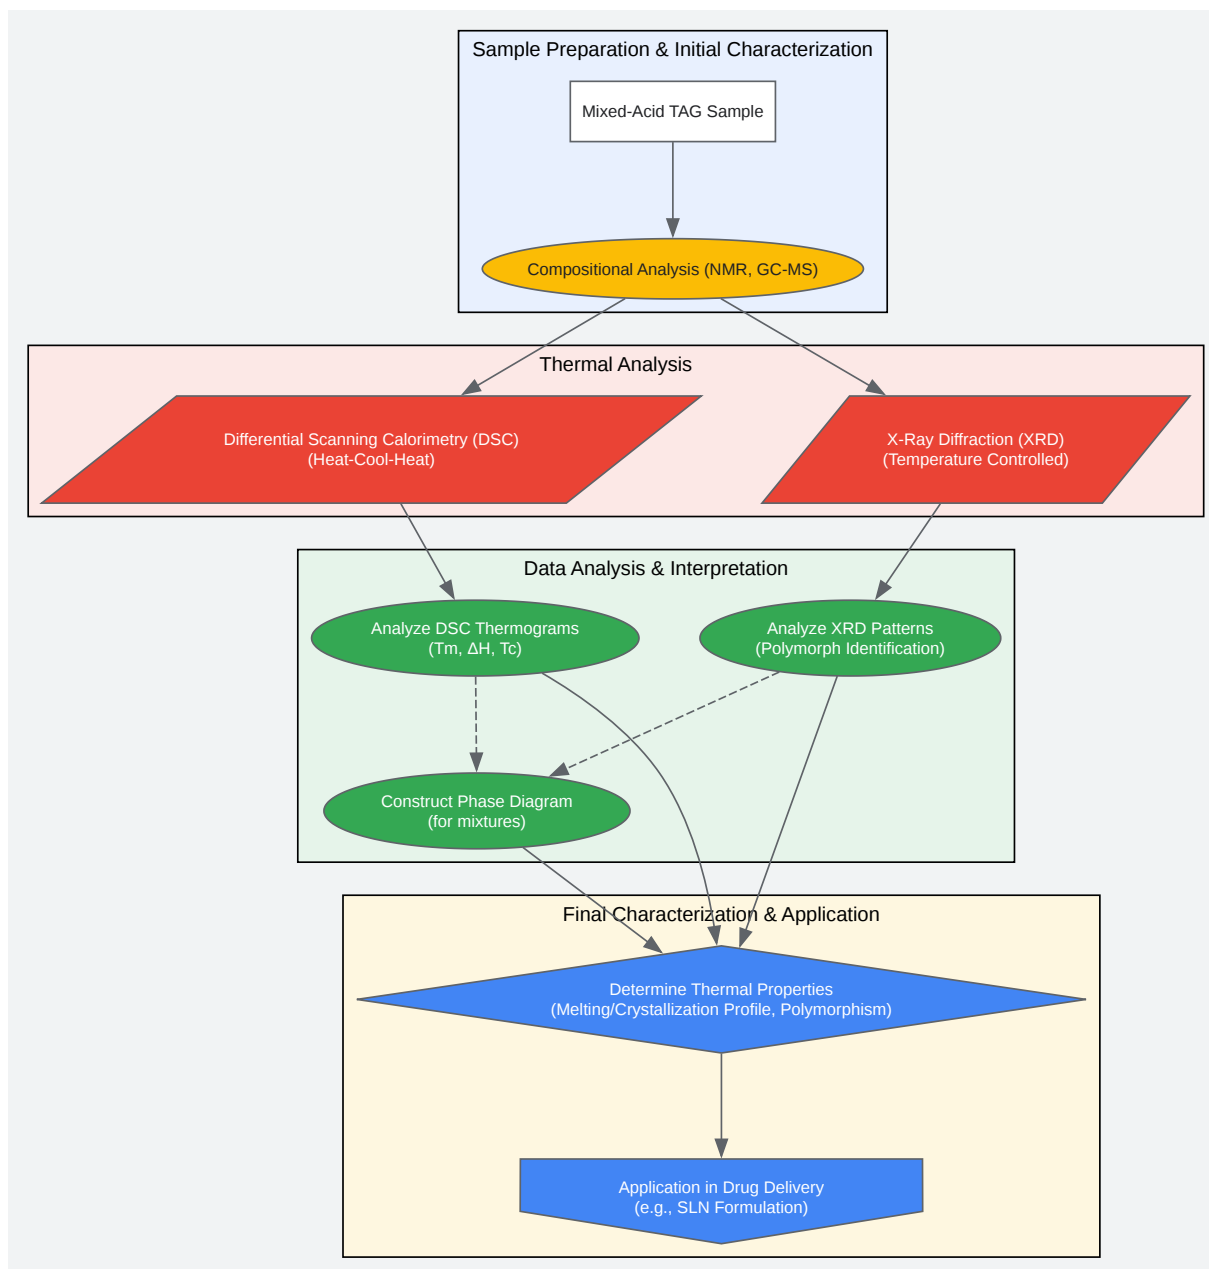 Sample Preparation & Initial Characterization
Mixed-Acid TAG Sample
Compositional Analysis (NMR, GC-MS)
Thermal Analysis
Differential Scanning Calorimetry (DSC)
(Heat-Cool-Heat)
X-Ray Diffraction (XRD)
(Temperature Controlled)
Data Analysis & Interpretation
Analyze DSC Thermograms
(Tm, ΔH, Tc)
Analyze XRD Patterns
(Polymorph Identification)
Construct Phase Diagram
(for mixtures)
Final Characterization & Application
Determine Thermal Properties
(Melting/Crystallization Profile, Polymorphism)
Application in Drug Delivery
(e.g., SLN Formulation)